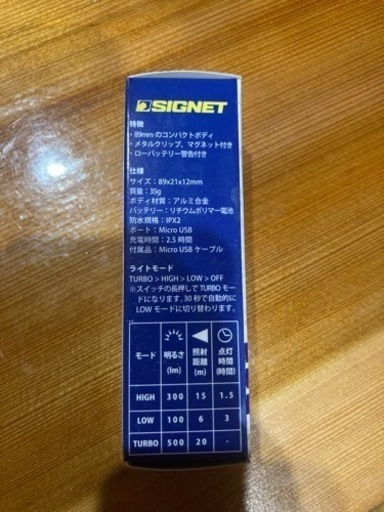 SIGNET
特徴
・89mmのコンパクトボディ
・メタルクリップ、マグネット付き
・ローバッテリー警告付き
仕様
サイズ：89x21x12mm
質量：35g
ボディ材質：アルミ合金
バッテリー：リチウムポリマー電池
防水規格：IPX2
ポート：Micro USB
充電時間：2.5 時間
付属品：Micro USB ケーブル
ライトモード
TURBO > HIGH > LOW > OFF
※スイッチの長押しで TURBO モー
ドになります。30 秒で自動的に
LOW モードに切り替わります。
モード 明るさ (lm) 照射距離 (m) 点灯時間 (時間)
HIGH 300 15 1.5
LOW 100 6 3
TURBO 500 20 -